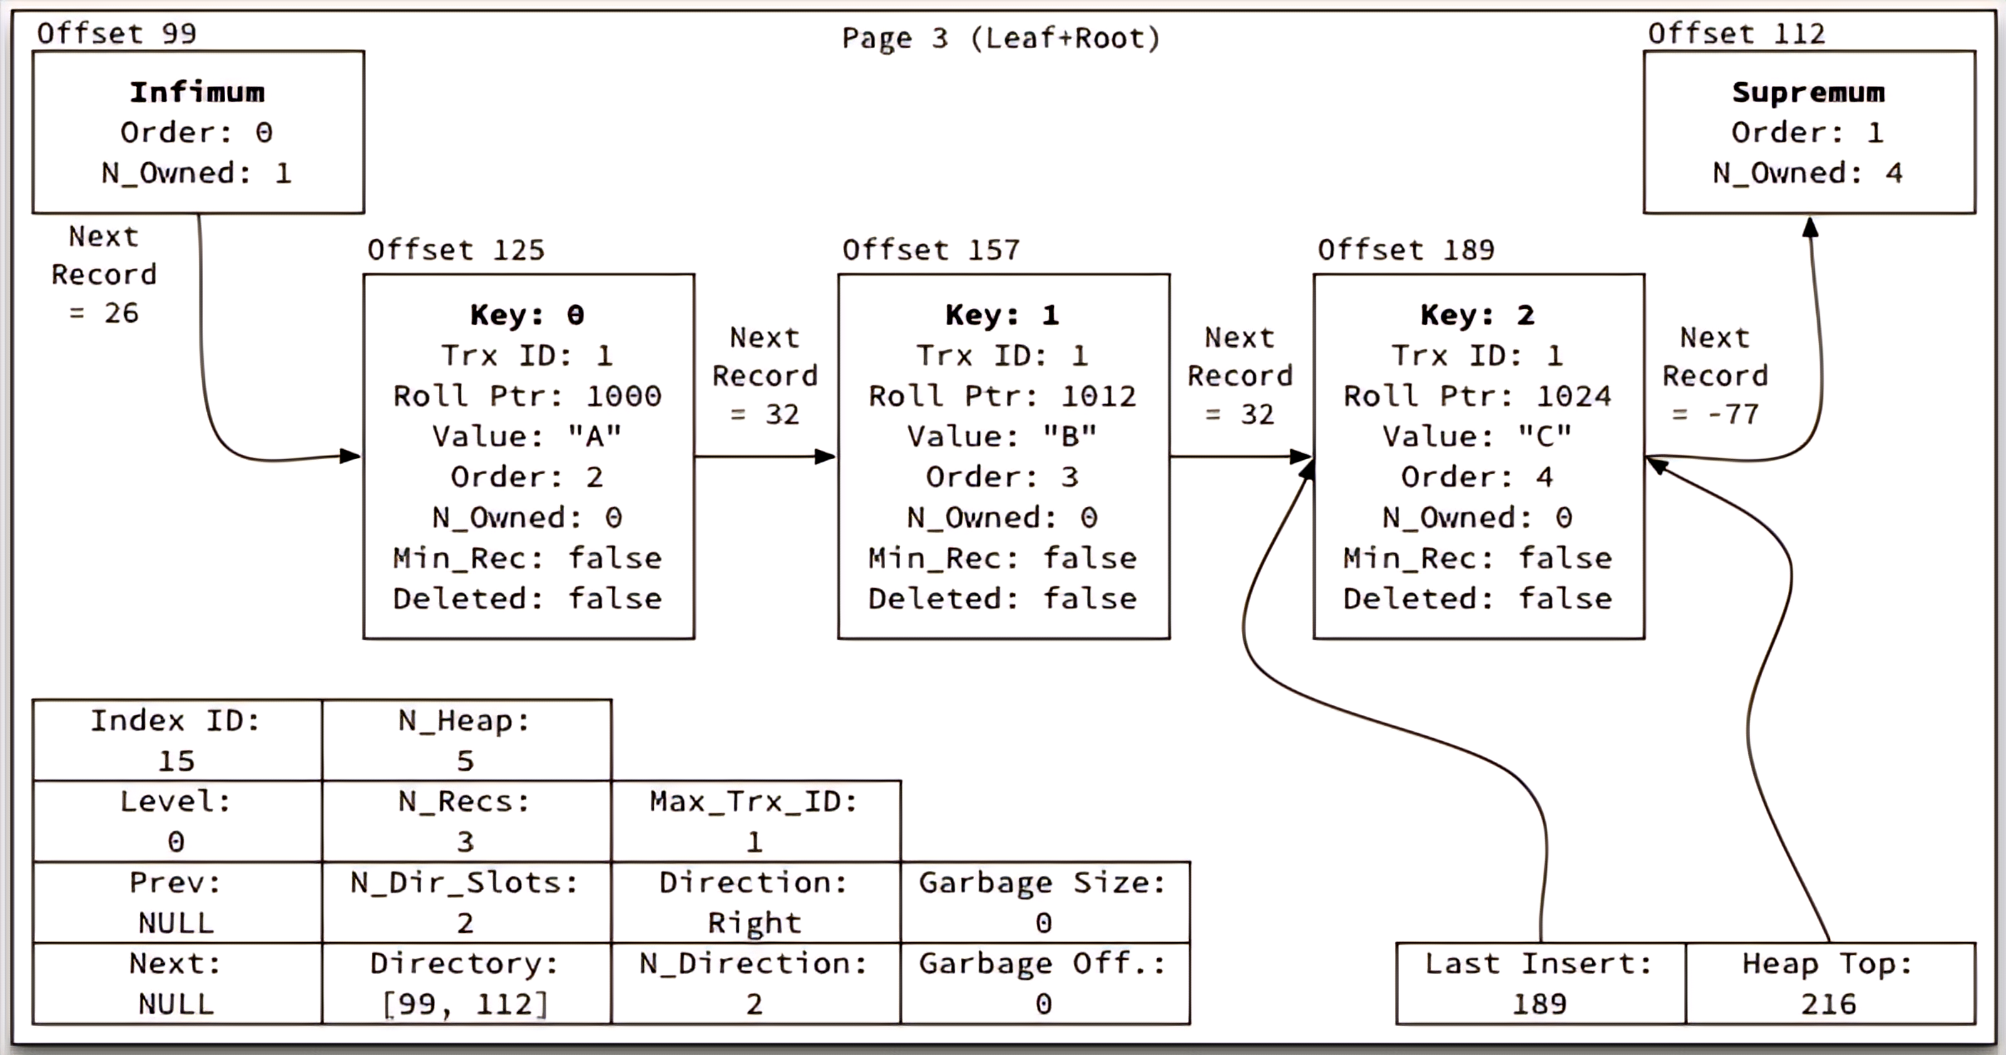 Offset 99
Page 3 (Leaf+Root)
Offset 112
Infimum
Order: 0
N_Owned: 1
Supremum
Order: 1
N_Owned: 4
Next
Record
= 26
Offset 125
Key: 0
Trx ID: 1
Roll Ptr: 1000
Value: "A"
Order: 2
N_Owned: 0
Min_Rec: false
Deleted: false
Next
Record
= 32
Offset 157
Key: 1
Trx ID: 1
Roll Ptr: 1012
Value: "B"
Order: 3
N_Owned: 0
Min_Rec: false
Deleted: false
Next
Record
= 32
Offset 189
Key: 2
Trx ID: 1
Roll Ptr: 1024
Value: "C"
Order: 4
N_Owned: 0
Min_Rec: false
Deleted: false
Next
Record
= -77
Index ID:
15
N_Heap:
5
Level:
0
N_Recs:
3
Max_Trx_ID:
1
Prev:
NULL
N_Dir_Slots:
2
Direction:
Right
Garbage Size:
0
Next:
NULL
Directory:
[99, 112]
N_Direction:
2
Garbage Off.:
0
Last Insert:
189
Heap Top:
216